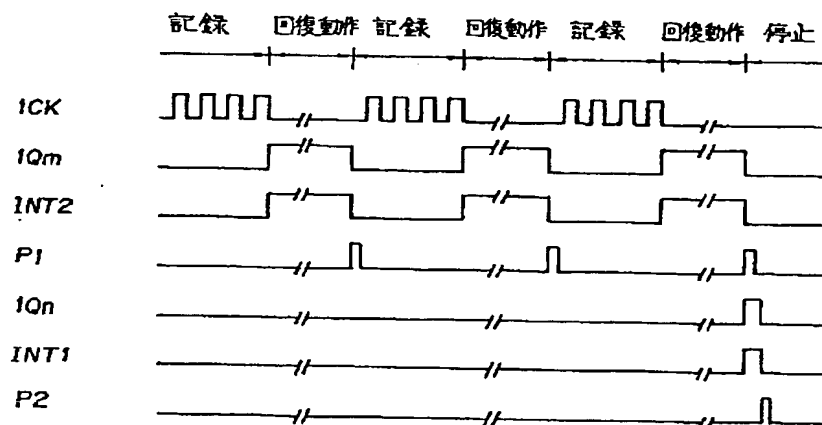 記録 回復動作 記録 回復動作 記録 回復動作 停止
1CK
1Qm
INT2
P1
1Qn
INT1
P2